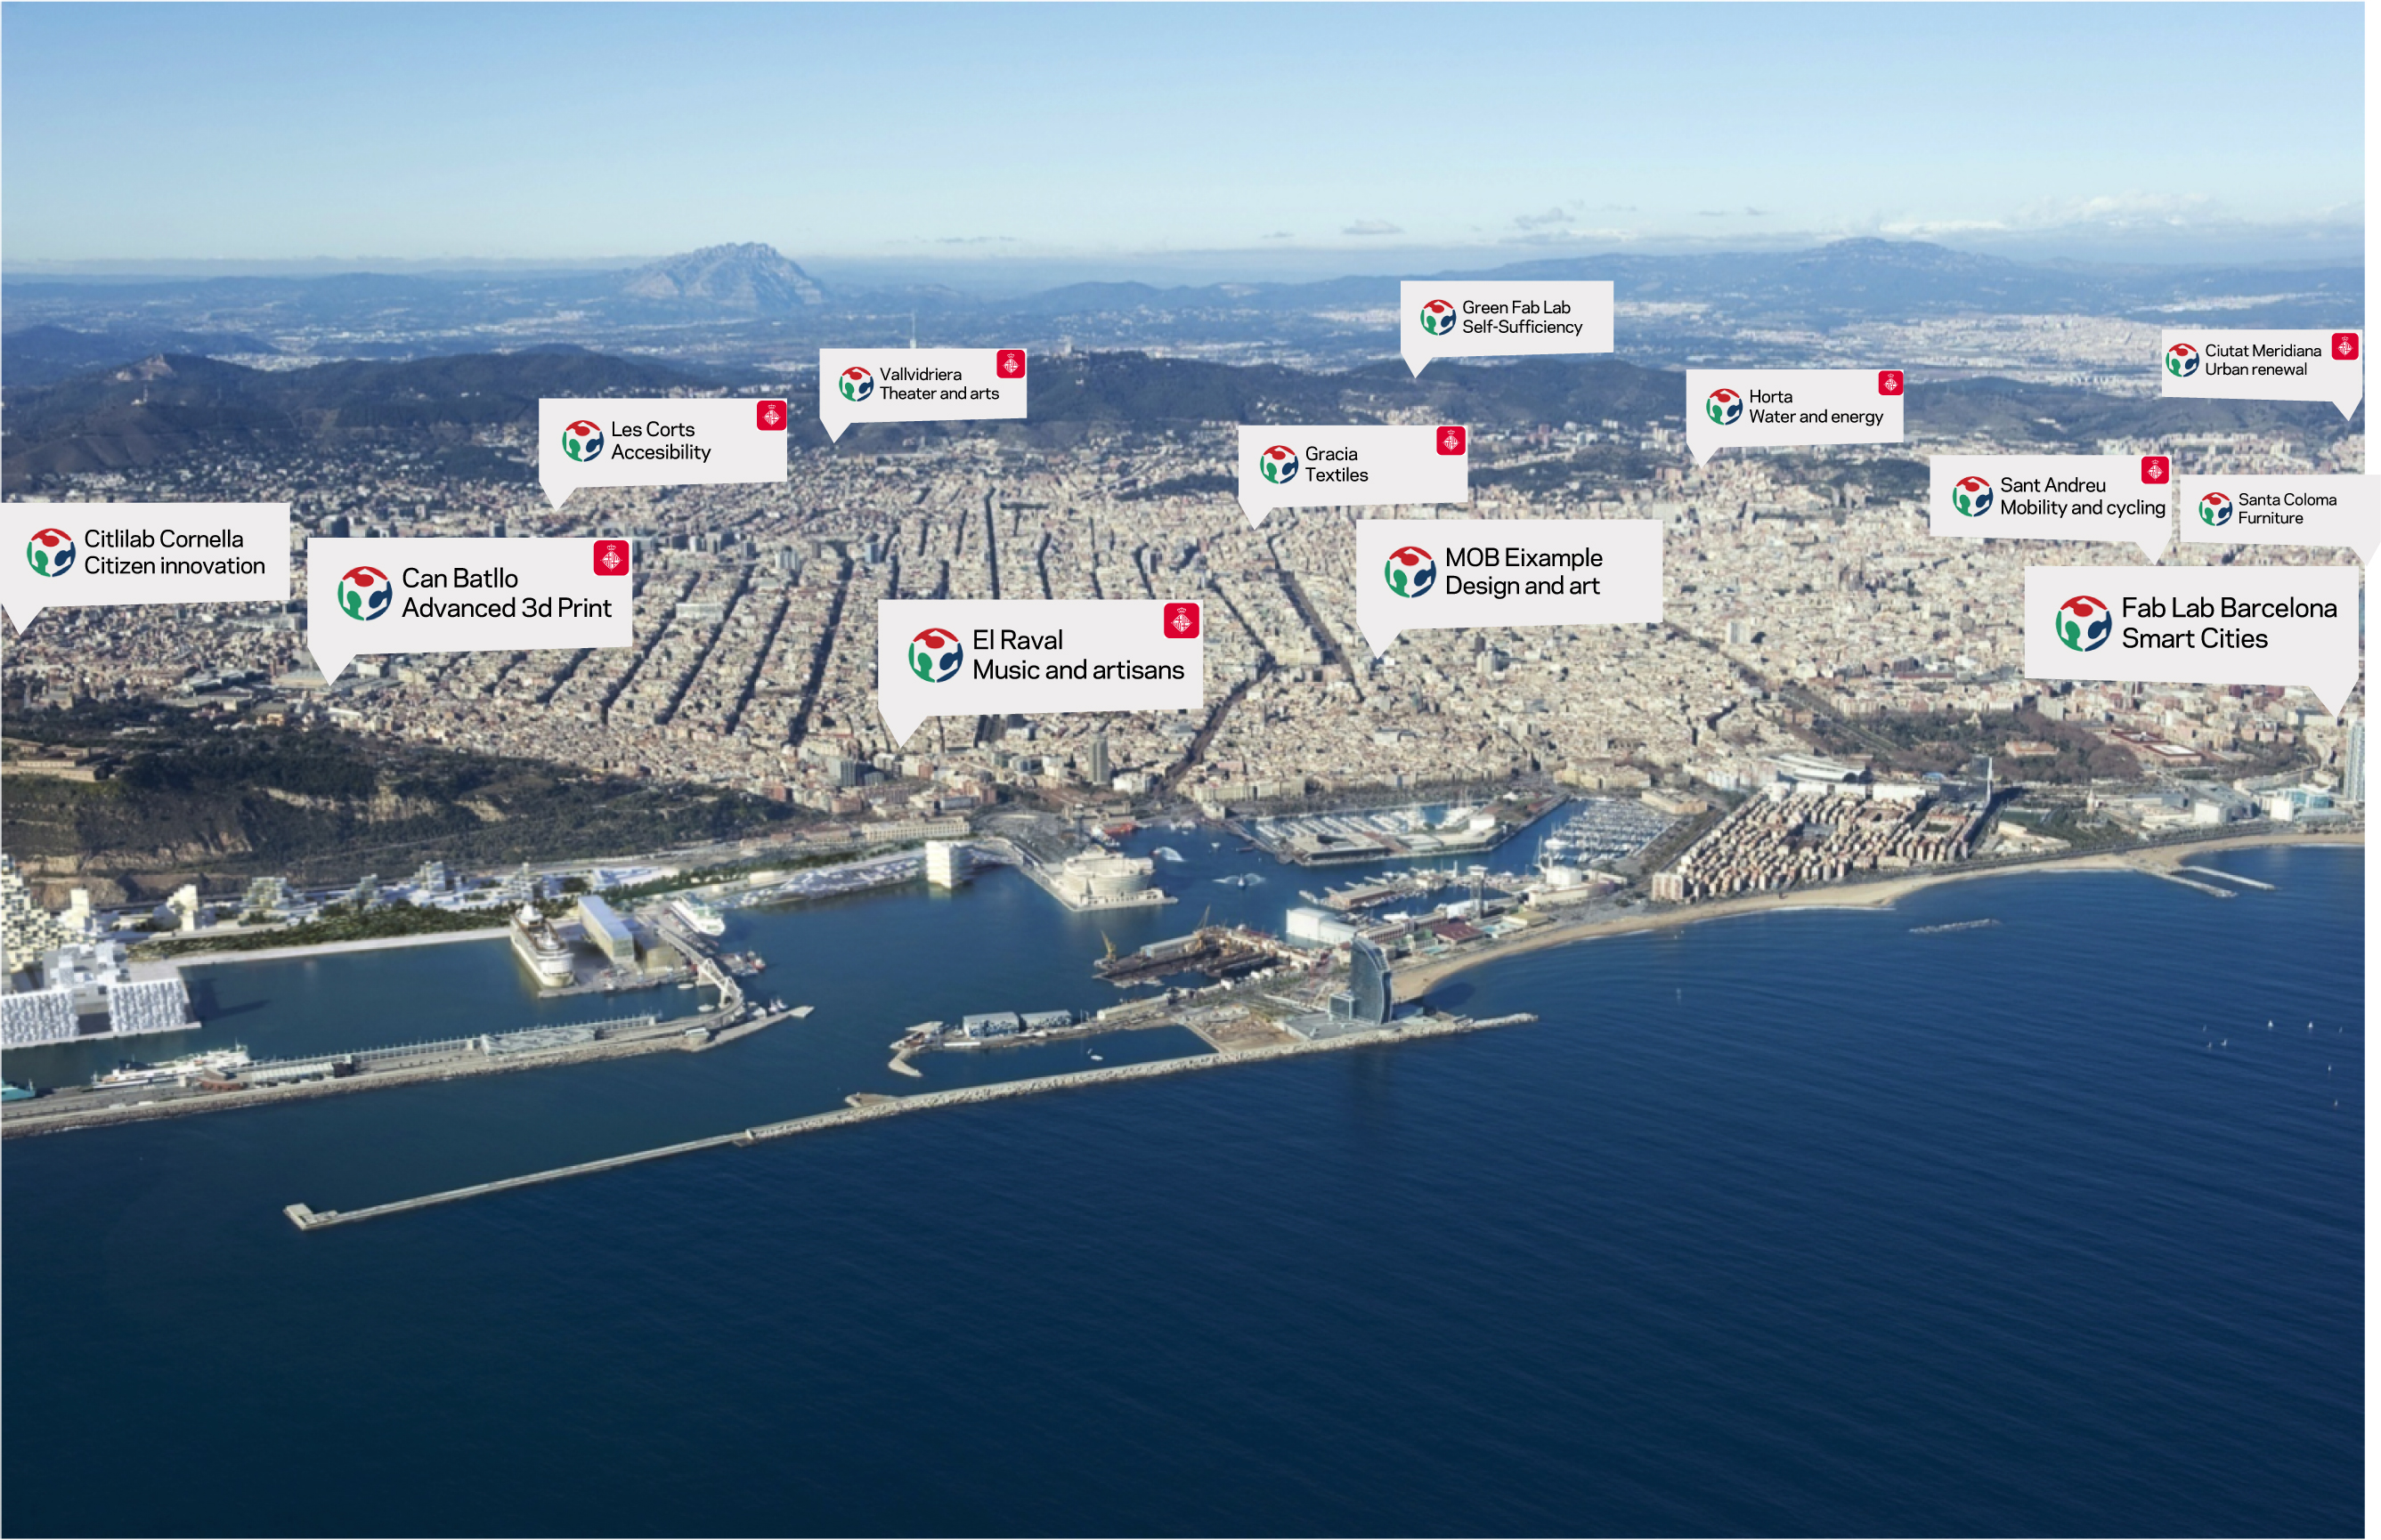 Green Fab Lab
Self-Sufficiency
Ciutat Meridiana
Urban renewal
Vallvidriera
Theater and arts
Horta
Water and energy
Les Corts
Accesibility
Gracia
Textiles
Sant Andreu
Mobility and cycling
Santa Coloma
Furniture
Citlilab Cornella
Citizen innovation
Can Batllo
Advanced 3d Print
MOB Eixample
Design and art
Fab Lab Barcelona
Smart Cities
El Raval
Music and artisans